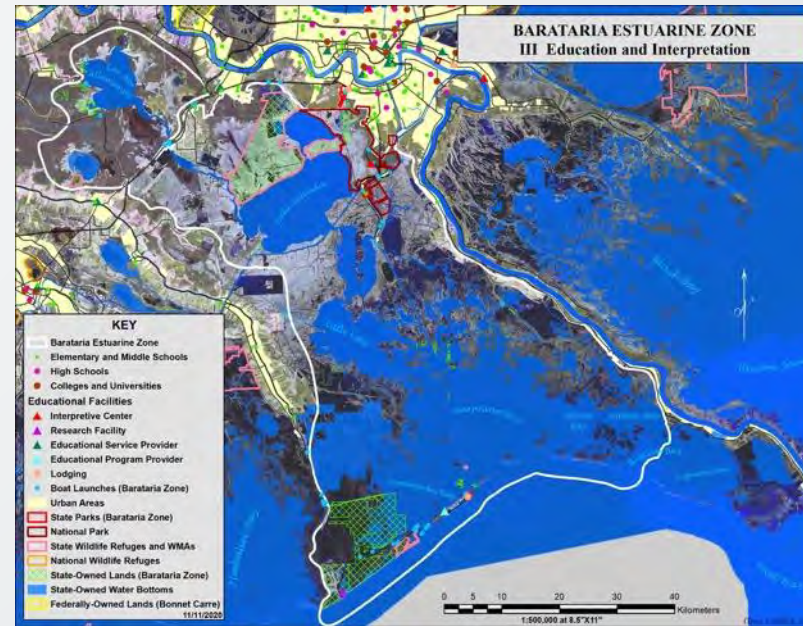 BARATARIA ESTUARINE ZONE
III Education and Interpretation
KEY
Barataria Estuarine Zone
Elementary and Middle Schools
High Schools
Colleges and Universities
Educational Facilities
Interpretive Center
Research Facility
Educational Service Provider
Educational Program Provider
Lodging
Boat Launches (Barataria Zone)
Urban Areas
State Parks (Barataria Zone)
National Park
State Wildlife Refuges and WMAs
National Wildlife Refuges
State-Owned Lands (Barataria Zone)
State-Owned Water Bottoms
Federally-Owned Lands (Bonnet Carre)
11/11/2020
0 5 10 20 30 40
Kilometers
1:500,000 at 8.5"X11"